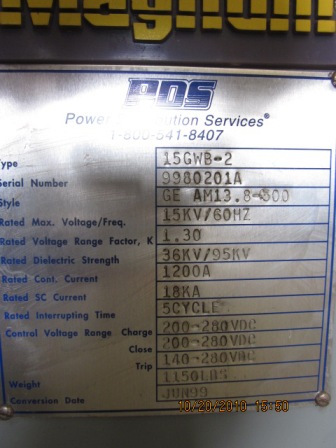 Magnum
PDS
Power Distribution Services®
1-800-541-8407
Type 15GWB-2
Serial Number 9980201A
Style GE AM13.8-500
Rated Max. Voltage/Freq. 15KV/60HZ
Rated Voltage Range Factor, K 1.30
Rated Dielectric Strength 36KV/95KV
Rated Cont. Current 1200A
Rated SC Current 18KA
Rated Interrupting Time 5CYCLE
Control Voltage Range Charge 200-280VDC
Close 200-280VDC
Trip 140-280VDC
Weight 1150LBS
Conversion Date JUN99
10/20/2010 15:50